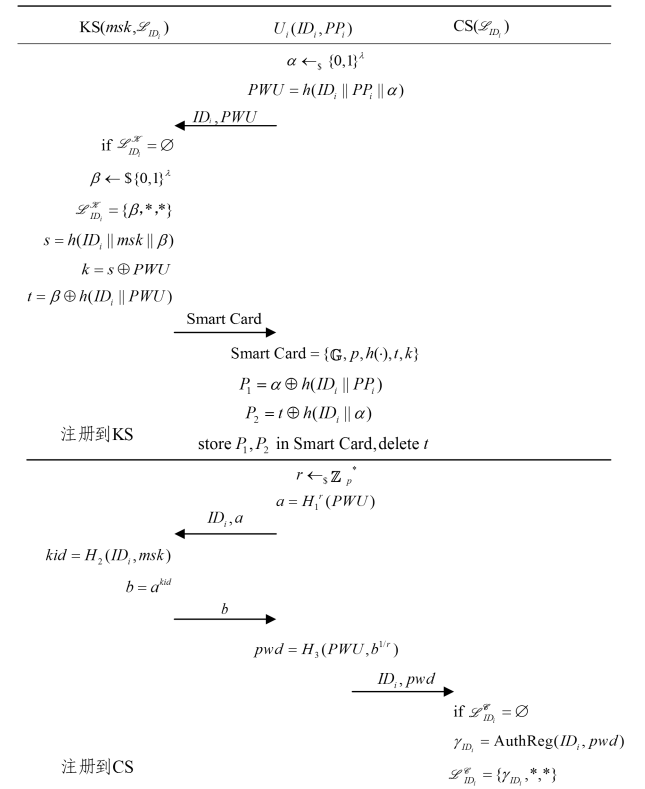 KS(msk,ℒ_{ID_i}) U_i(ID_i,PP_i) CS(ℒ_{ID_i})
α ←_$ {0,1}^λ
PWU = h(ID_i || PP_i || α)
ID_i, PWU
if ℒ^𝒦_{ID_i} = ∅
β ← ${0,1}^λ
ℒ^𝒦_{ID_i} = {β,*,*}
s = h(ID_i || msk || β)
k = s ⊕ PWU
t = β ⊕ h(ID_i || PWU)
Smart Card
Smart Card = {𝔾, p, h(·), t, k}
P_1 = α ⊕ h(ID_i || PP_i)
P_2 = t ⊕ h(ID_i || α)
注册到KS store P_1, P_2 in Smart Card, delete t
r ←_$ ℤ_p^*
a = H_1^r(PWU)
ID_i, a
kid = H_2(ID_i, msk)
b = a^{kid}
b
pwd = H_3(PWU, b^{1/r})
ID_i, pwd
if ℒ^𝒞_{ID_i} = ∅
γ_{ID_i} = AuthReg(ID_i, pwd)
注册到CS ℒ^𝒞_{ID_i} = {γ_{ID_i},*,*}